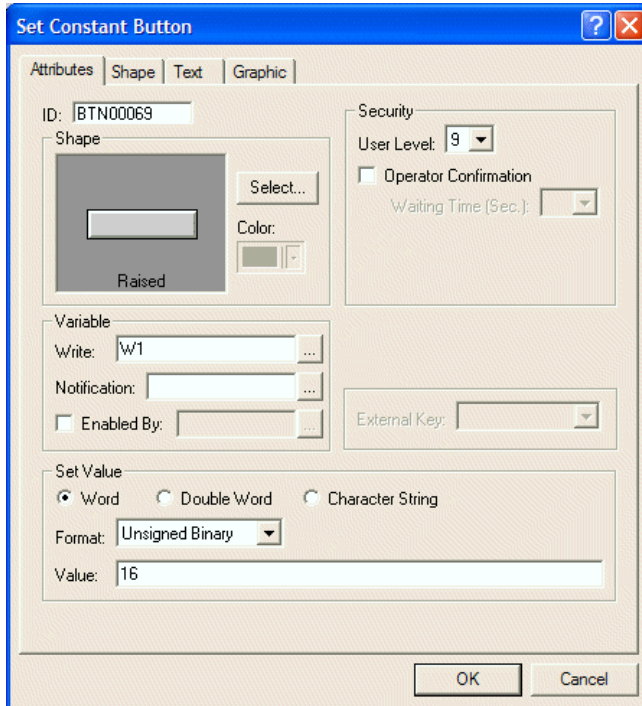 Set Constant Button
Attributes Shape Text Graphic
ID: BTN00069
Shape
Select...
Color:
Raised
Security
User Level: 9
Operator Confirmation
Waiting Time (Sec.):
Variable
Write: W1 ...
Notification: ...
Enabled By: ...
External Key:
Set Value
Word Double Word Character String
Format: Unsigned Binary
Value: 16
OK Cancel